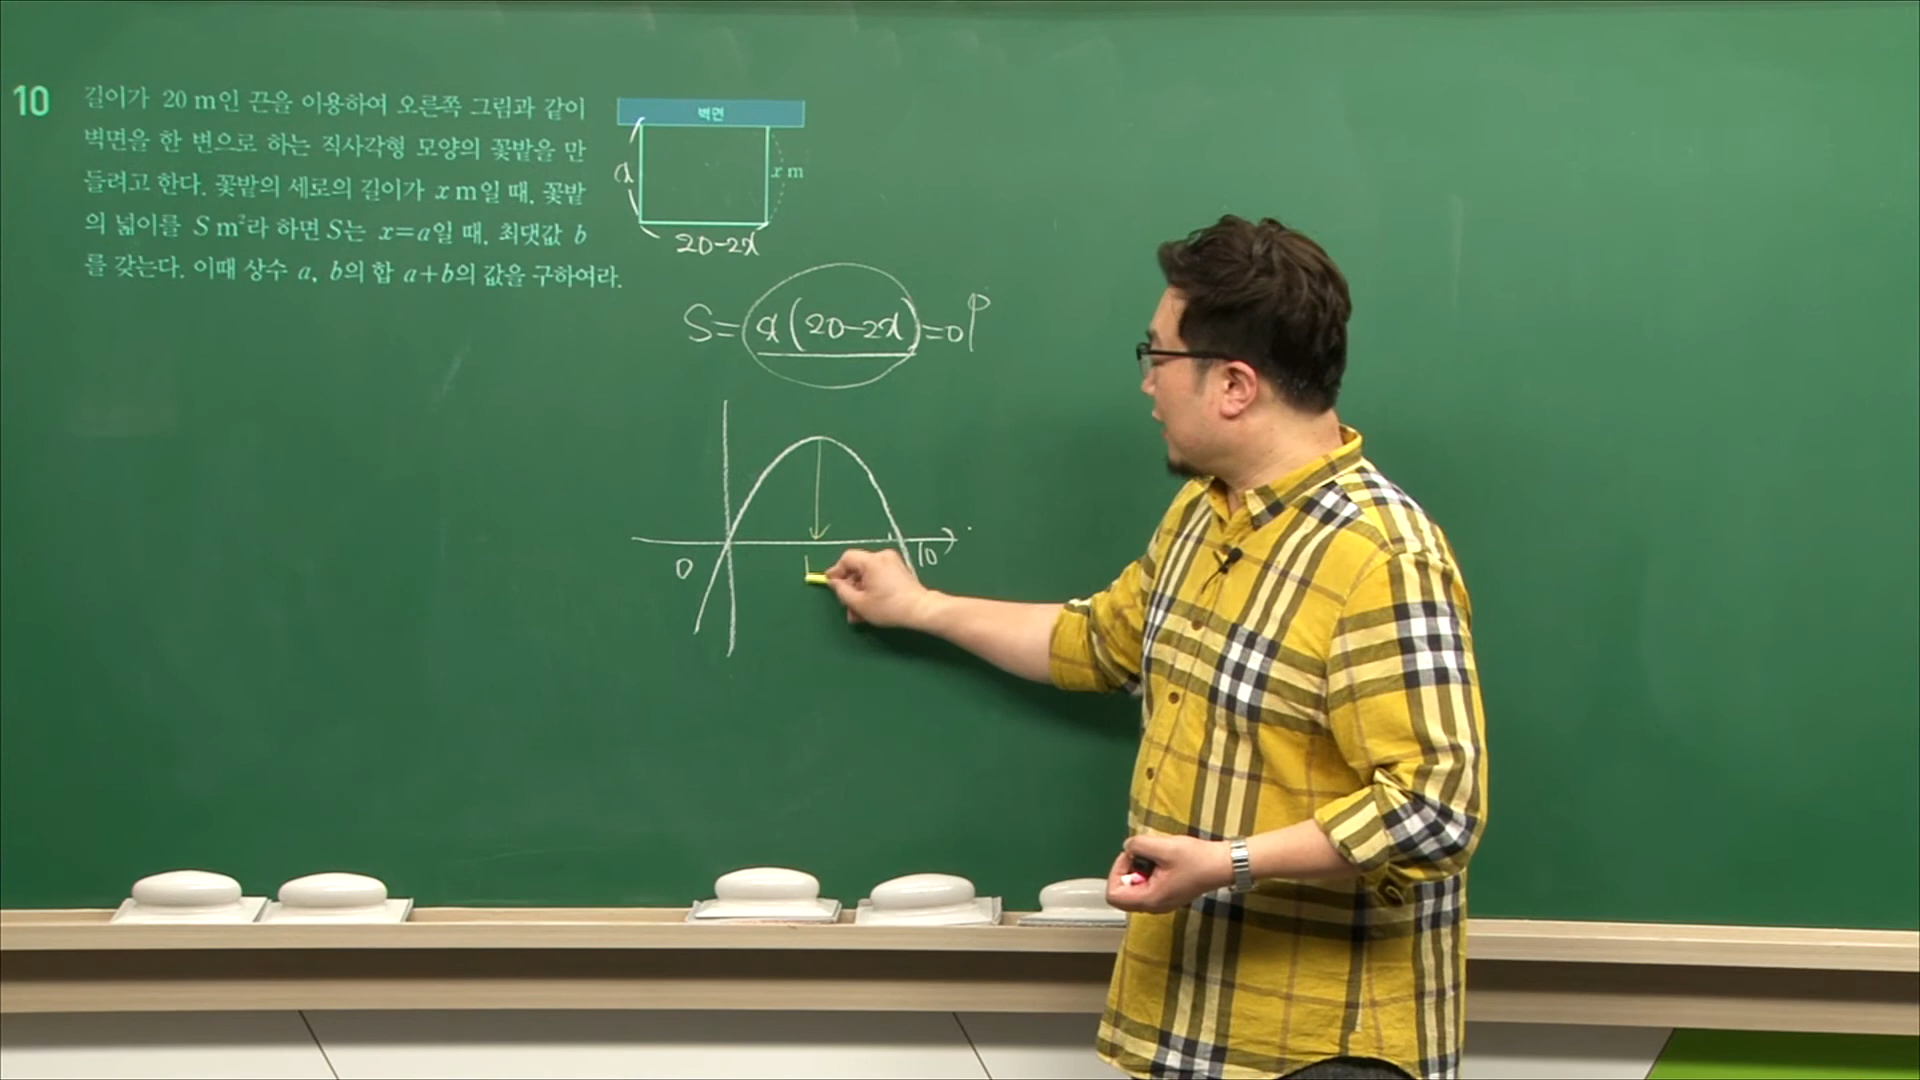 10
길이가 20 m인 끈을 이용하여 오른쪽 그림과 같이
벽면을 한 변으로 하는 직사각형 모양의 꽃밭을 만
들려고 한다. 꽃밭의 세로의 길이가 x m일 때, 꽃밭
의 넓이를 S m²라 하면 S는 x=a일 때, 최댓값 b
를 갖는다. 이때 상수 a, b의 합 a+b의 값을 구하여라.
벽면
x
x m
20-2x
S=x(20-2x)=0
0
10